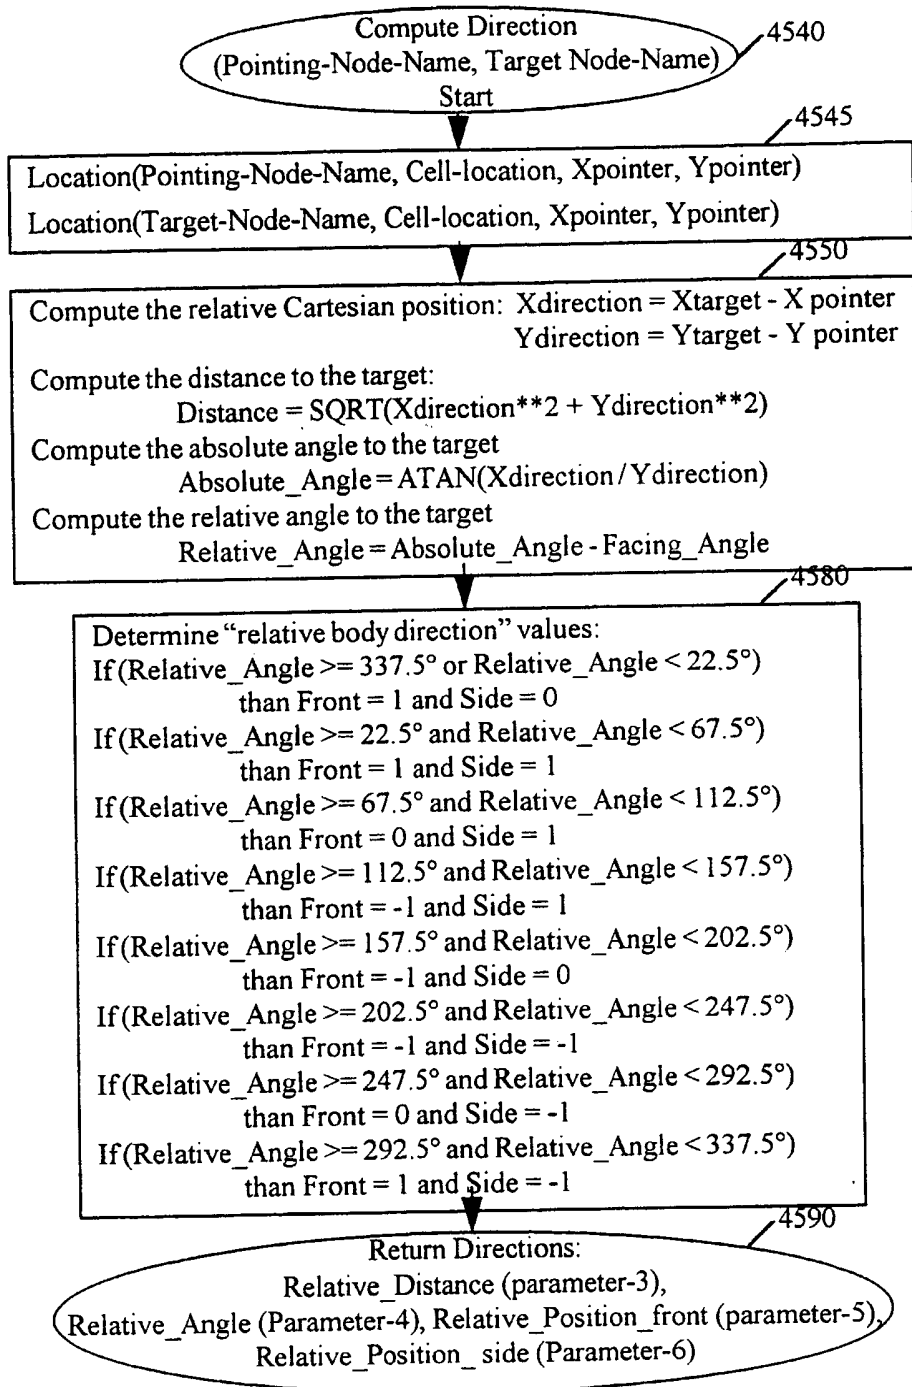 Compute Direction
4540
(Pointing-Node-Name, Target Node-Name)
Start
4545
Location(Pointing-Node-Name, Cell-location, Xpointer, Ypointer)
Location(Target-Node-Name, Cell-location, Xpointer, Ypointer)
4550
Compute the relative Cartesian position: Xdirection = Xtarget - X pointer
Ydirection = Ytarget - Y pointer
Compute the distance to the target:
Distance = SQRT(Xdirection**2 + Ydirection**2)
Compute the absolute angle to the target
Absolute_Angle = ATAN(Xdirection / Ydirection)
Compute the relative angle to the target
Relative_Angle = Absolute_Angle - Facing_Angle
4580
Determine “relative body direction” values:
If (Relative_Angle >= 337.5° or Relative_Angle < 22.5°)
than Front = 1 and Side = 0
If (Relative_Angle >= 22.5° and Relative_Angle < 67.5°)
than Front = 1 and Side = 1
If (Relative_Angle >= 67.5° and Relative_Angle < 112.5°)
than Front = 0 and Side = 1
If (Relative_Angle >= 112.5° and Relative_Angle < 157.5°)
than Front = -1 and Side = 1
If (Relative_Angle >= 157.5° and Relative_Angle < 202.5°)
than Front = -1 and Side = 0
If (Relative_Angle >= 202.5° and Relative_Angle < 247.5°)
than Front = -1 and Side = -1
If (Relative_Angle >= 247.5° and Relative_Angle < 292.5°)
than Front = 0 and Side = -1
If (Relative_Angle >= 292.5° and Relative_Angle < 337.5°)
than Front = 1 and Side = -1
4590
Return Directions:
Relative_Distance (parameter-3),
Relative_Angle (Parameter-4), Relative_Position_front (parameter-5),
Relative_Position_ side (Parameter-6)